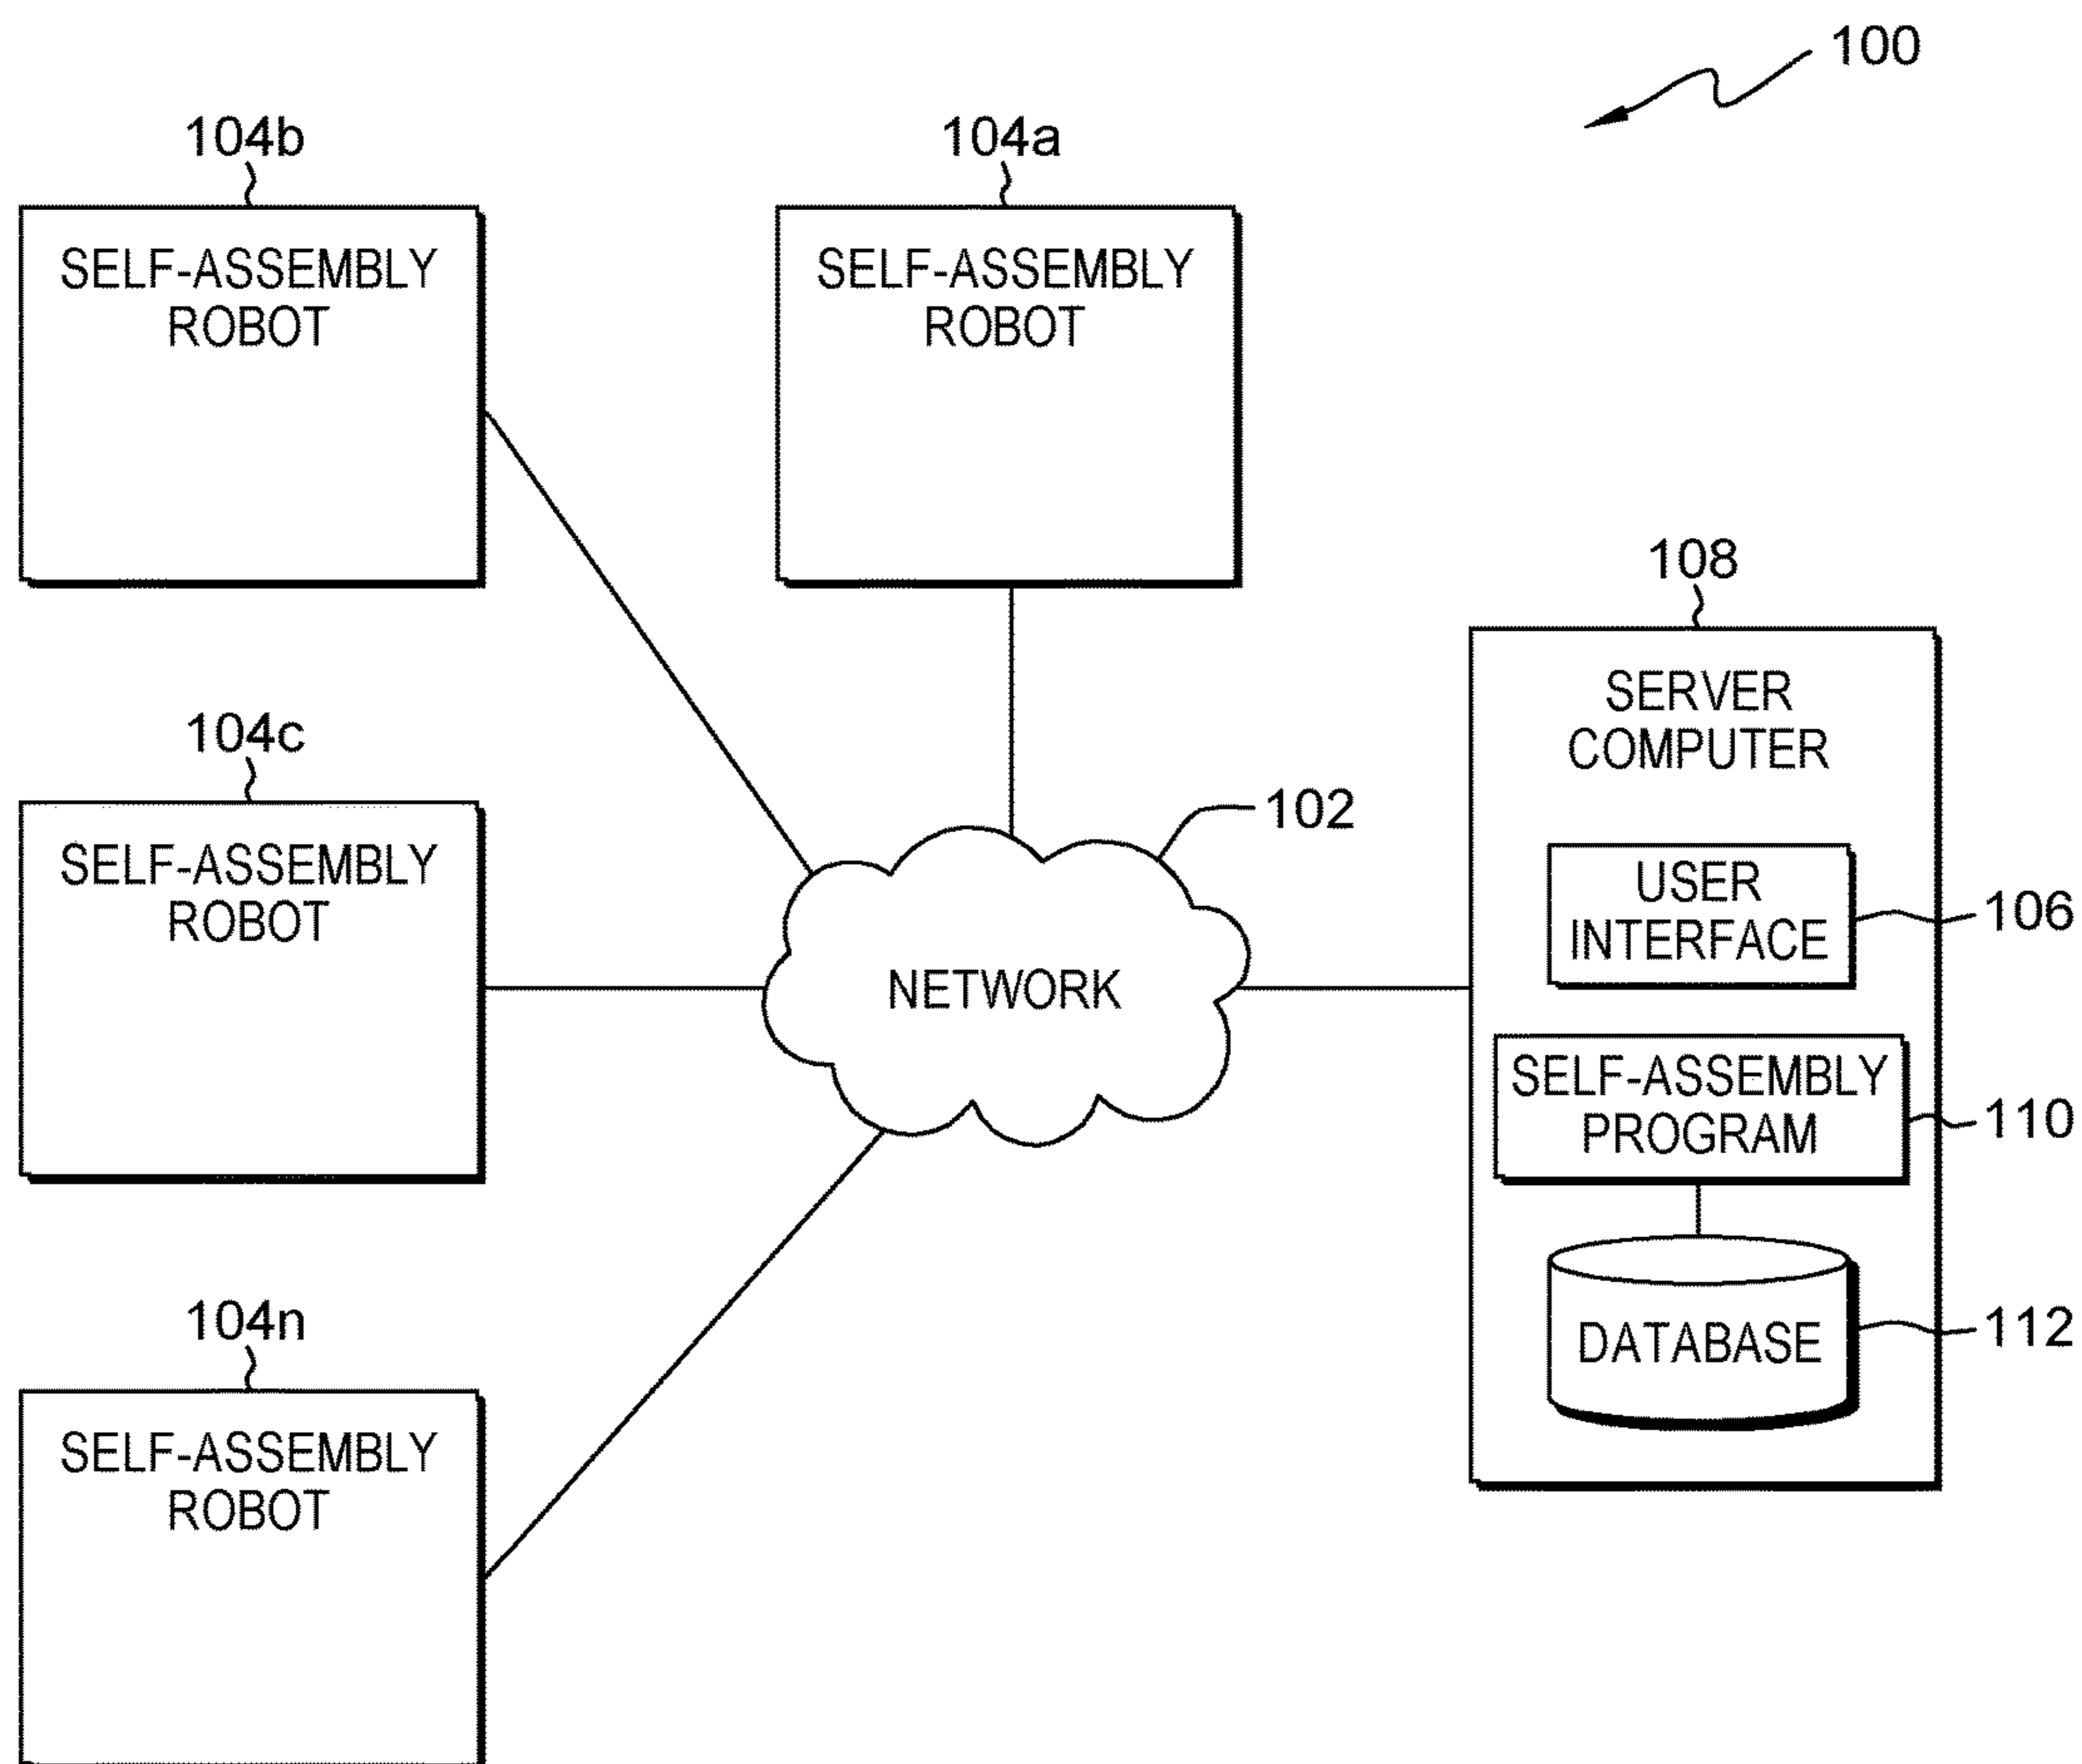 100
104b
SELF-ASSEMBLY
ROBOT
104a
SELF-ASSEMBLY
ROBOT
104c
SELF-ASSEMBLY
ROBOT
104n
SELF-ASSEMBLY
ROBOT
102
NETWORK
108
SERVER
COMPUTER
USER
INTERFACE
106
SELF-ASSEMBLY
PROGRAM
110
DATABASE
112